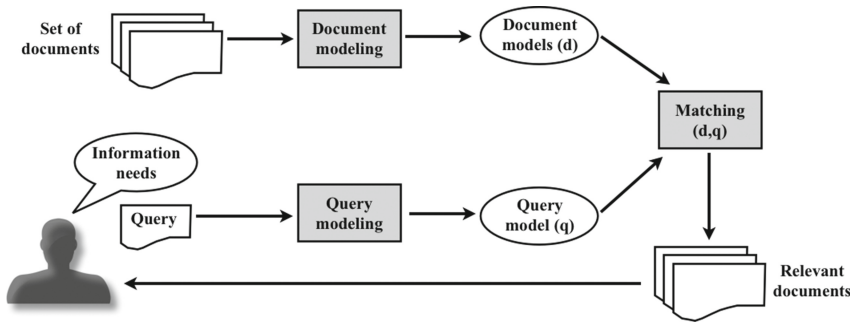 Set of
documents
Document
modeling
Document
models (d)
Matching
(d,q)
Information
needs
Query
Query
modeling
Query
model (q)
Relevant
documents